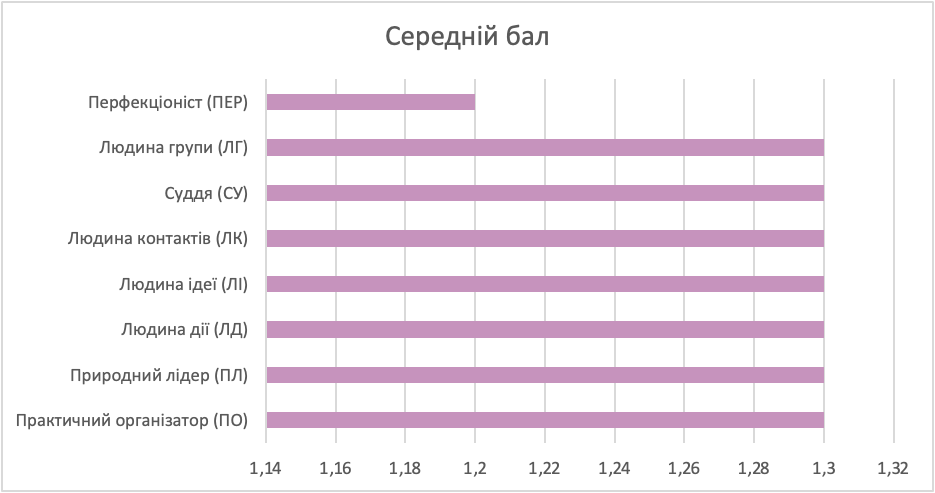 Середній бал
Перфекціоніст (ПЕР)
Людина групи (ЛГ)
Суддя (СУ)
Людина контактів (ЛК)
Людина ідеї (ЛІ)
Людина дії (ЛД)
Природний лідер (ПЛ)
Практичний організатор (ПО)
1,14 1,16 1,18 1,2 1,22 1,24 1,26 1,28 1,3 1,32